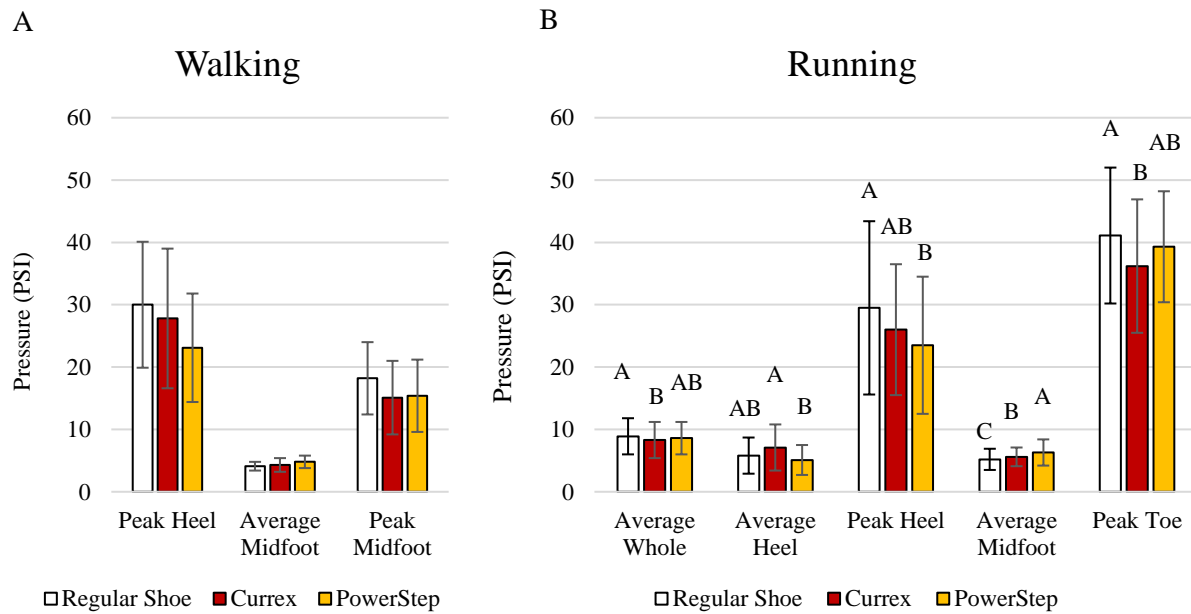 A
Walking
Pressure (PSI)
60
50
40
30
20
10
0
Peak Heel
Average
Midfoot
Peak
Midfoot
Regular Shoe
Currex
PowerStep
B
Running
Pressure (PSI)
60
50
40
30
20
10
0
A
B
AB
AB
A
B
A
AB
B
C
B
A
A
B
AB
Average
Whole
Average
Heel
Peak Heel
Average
Midfoot
Peak Toe
Regular Shoe
Currex
PowerStep